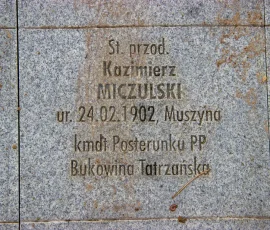 St. przod.
Kazimierz
MICZULSKI
ur. 24.02.1902, Muszyna
kmdt Posterunku PP
Bukowina Tatrzańska